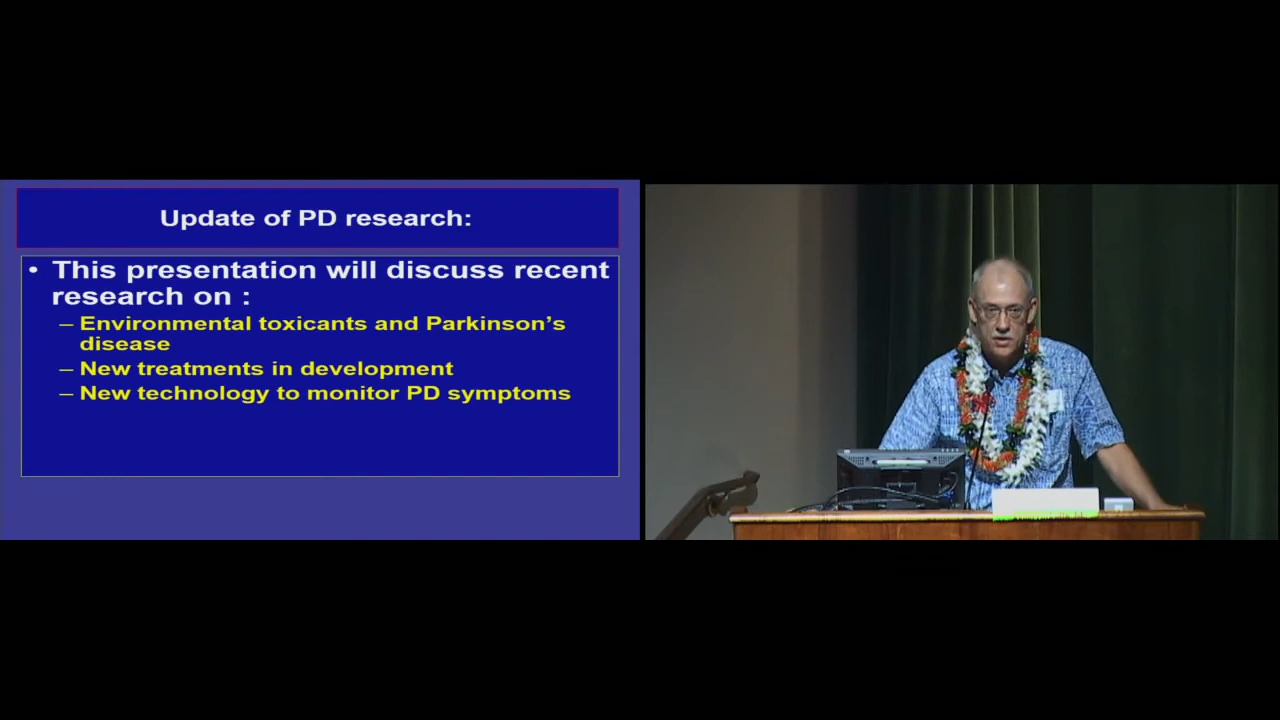 Update of PD research:
• This presentation will discuss recent
research on :
– Environmental toxicants and Parkinson’s
disease
– New treatments in development
– New technology to monitor PD symptoms